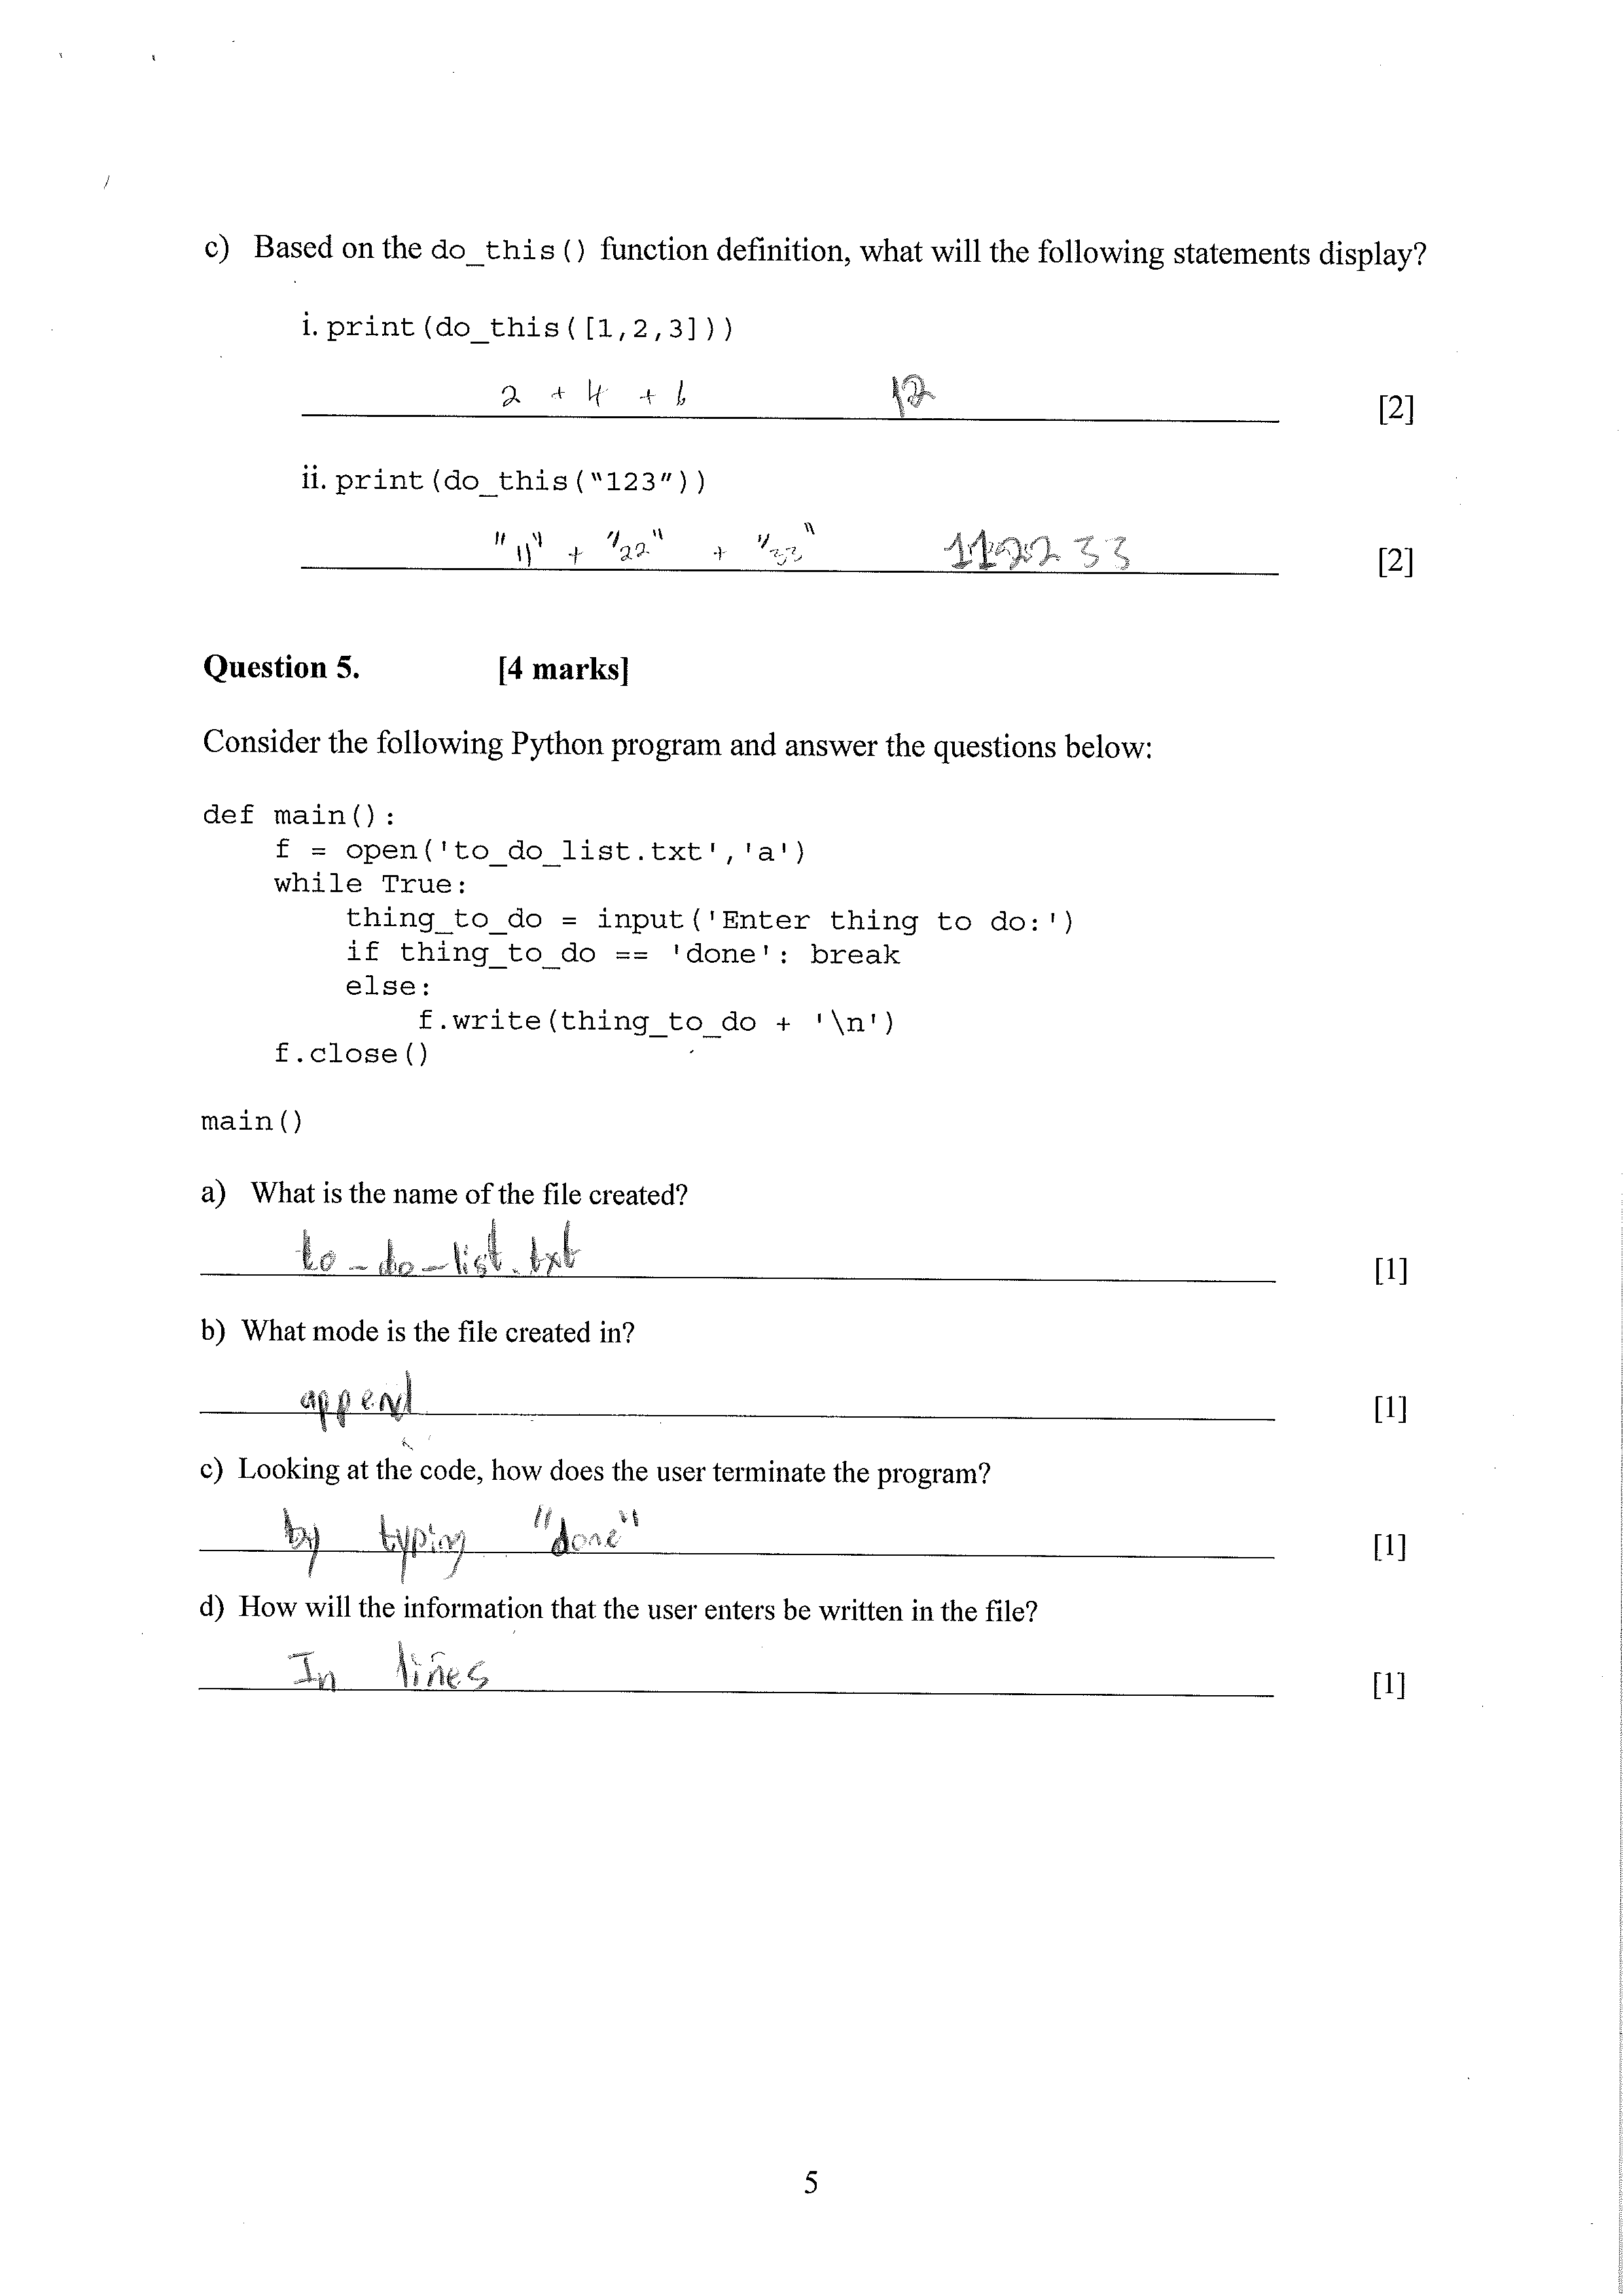 c) Based on the do_this() function definition, what will the following statements display?
i. print(do_this([1,2,3]))
2 + 4 + 6 12 [2]
ii. print(do_this("123"))
"11" + "22" + "33" 112233 [2]
Question 5. [4 marks]
Consider the following Python program and answer the questions below:
def main():
    f = open('to_do_list.txt','a')
    while True:
        thing_to_do = input('Enter thing to do:')
        if thing_to_do == 'done': break
        else:
            f.write(thing_to_do + '\n')
    f.close()
main()
a) What is the name of the file created?
to_do_list.txt [1]
b) What mode is the file created in?
append [1]
c) Looking at the code, how does the user terminate the program?
by typing "done" [1]
d) How will the information that the user enters be written in the file?
In lines [1]
5